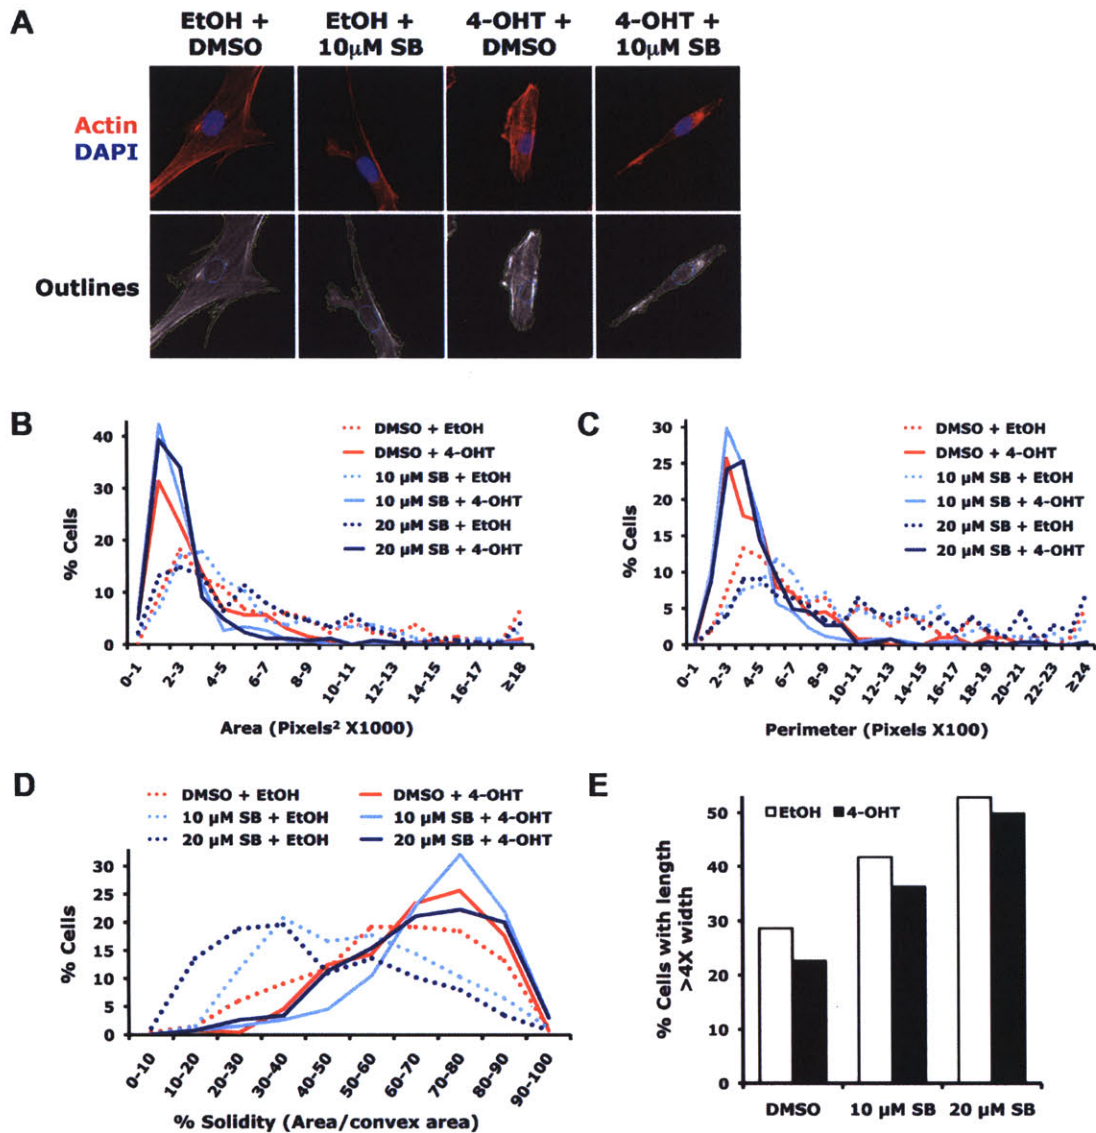 A
EtOH + DMSO
EtOH + 10µM SB
4-OHT + DMSO
4-OHT + 10µM SB
Actin
DAPI
Outlines
B
% Cells
40
30
20
10
0
DMSO + EtOH
DMSO + 4-OHT
10 µM SB + EtOH
10 µM SB + 4-OHT
20 µM SB + EtOH
20 µM SB + 4-OHT
0-1
2-3
4-5
6-7
8-9
10-11
12-13
14-15
16-17
≥18
Area (Pixels² X1000)
C
% Cells
30
25
20
15
10
5
0
DMSO + EtOH
DMSO + 4-OHT
10 µM SB + EtOH
10 µM SB + 4-OHT
20 µM SB + EtOH
20 µM SB + 4-OHT
0-1
2-3
4-5
6-7
8-9
10-11
12-13
14-15
16-17
18-19
20-21
22-23
≥24
Perimeter (Pixels X100)
D
DMSO + EtOH
DMSO + 4-OHT
10 µM SB + EtOH
10 µM SB + 4-OHT
20 µM SB + EtOH
20 µM SB + 4-OHT
% Cells
30
25
20
15
10
5
0
0-10
10-20
20-30
30-40
40-50
50-60
60-70
70-80
80-90
90-100
% Solidity (Area/convex area)
E
% Cells with length
>4X width
50
40
30
20
10
0
EtOH
4-OHT
DMSO
10 µM SB
20 µM SB